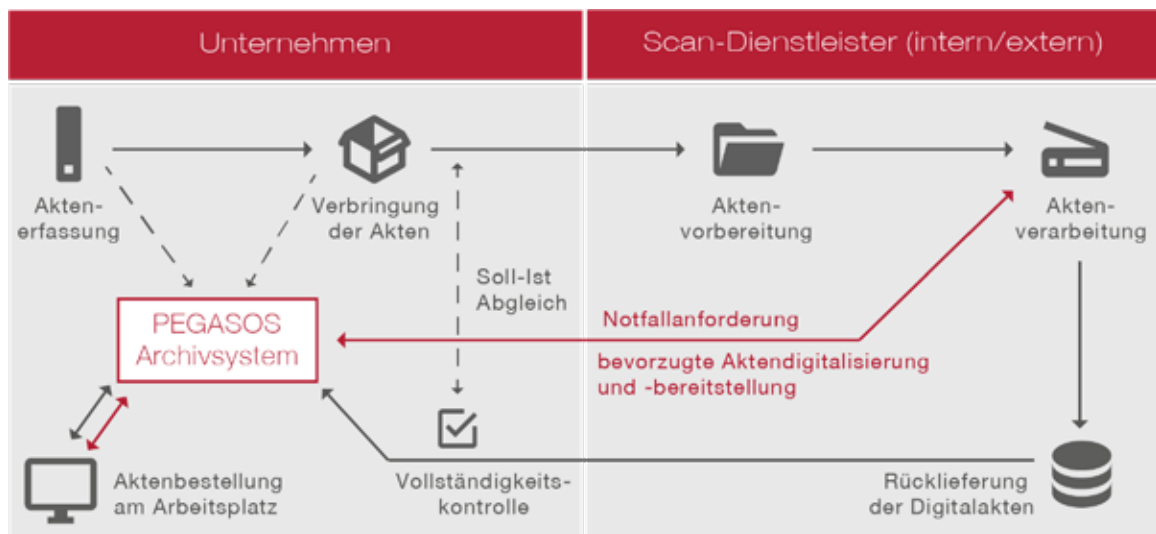 Unternehmen
Scan-Dienstleister (intern/extern)
Akten-
erfassung
Verbringung
der Akten
Akten-
vorbereitung
Akten-
verarbeitung
Soll-Ist
Abgleich
PEGASOS
Archivsystem
Notfallanforderung
bevorzugte Aktendigitalisierung
und -bereitstellung
Aktenbestellung
am Arbeitsplatz
Vollständigkeits-
kontrolle
Rücklieferung
der Digitalakten